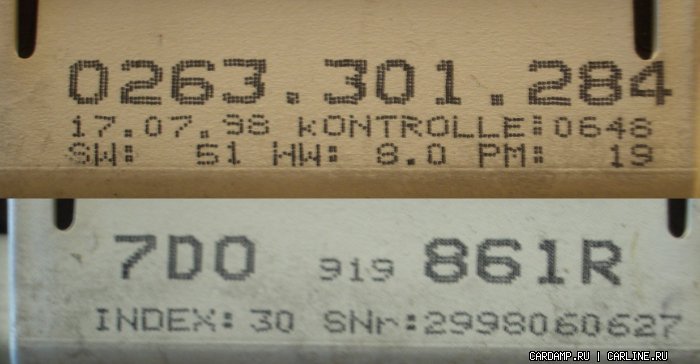 0263.301.284
17.07.98 kONTROLLE:0648
SW: 51 HW: 8.0 PM: 19
7D0 919 861R
INDEX: 30 SNr:2998060627
CARDAMP.RU | CARLINE.RU